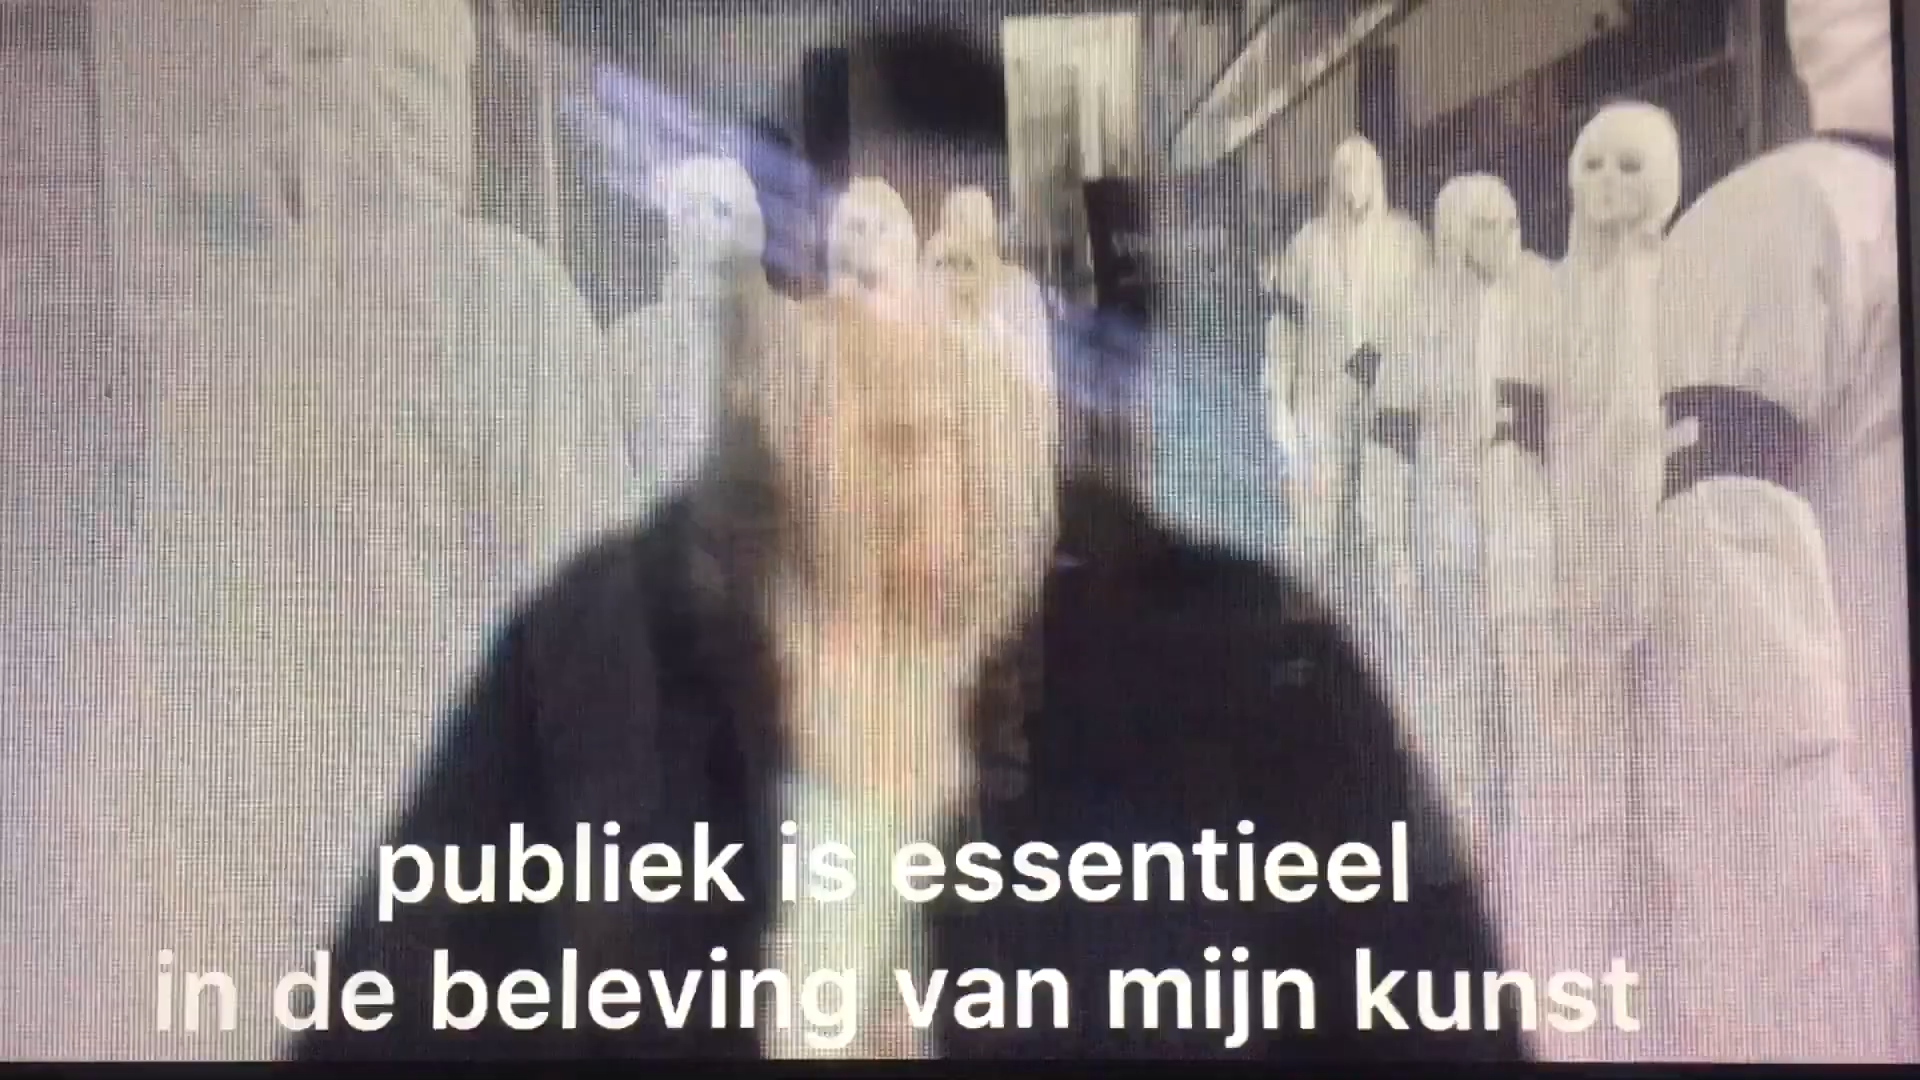 publiek is essentieel
in de beleving van mijn kunst